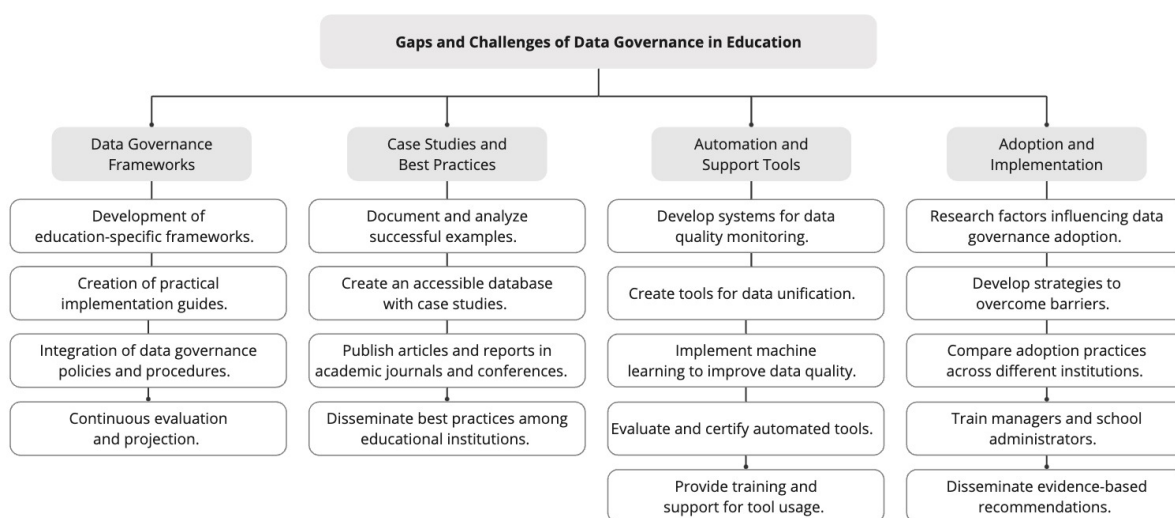 Gaps and Challenges of Data Governance in Education
Data Governance
Frameworks
Development of
education-specific frameworks.
Creation of practical
implementation guides.
Integration of data governance
policies and procedures.
Continuous evaluation
and projection.
Case Studies and
Best Practices
Document and analyze
successful examples.
Create an accessible database
with case studies.
Publish articles and reports in
academic journals and conferences.
Disseminate best practices among
educational institutions.
Automation and
Support Tools
Develop systems for data
quality monitoring.
Create tools for data unification.
Implement machine
learning to improve data quality.
Evaluate and certify automated tools.
Provide training and
support for tool usage.
Adoption and
Implementation
Research factors influencing data
governance adoption.
Develop strategies to
overcome barriers.
Compare adoption practices
across different institutions.
Train managers and school
administrators.
Disseminate evidence-based
recommendations.